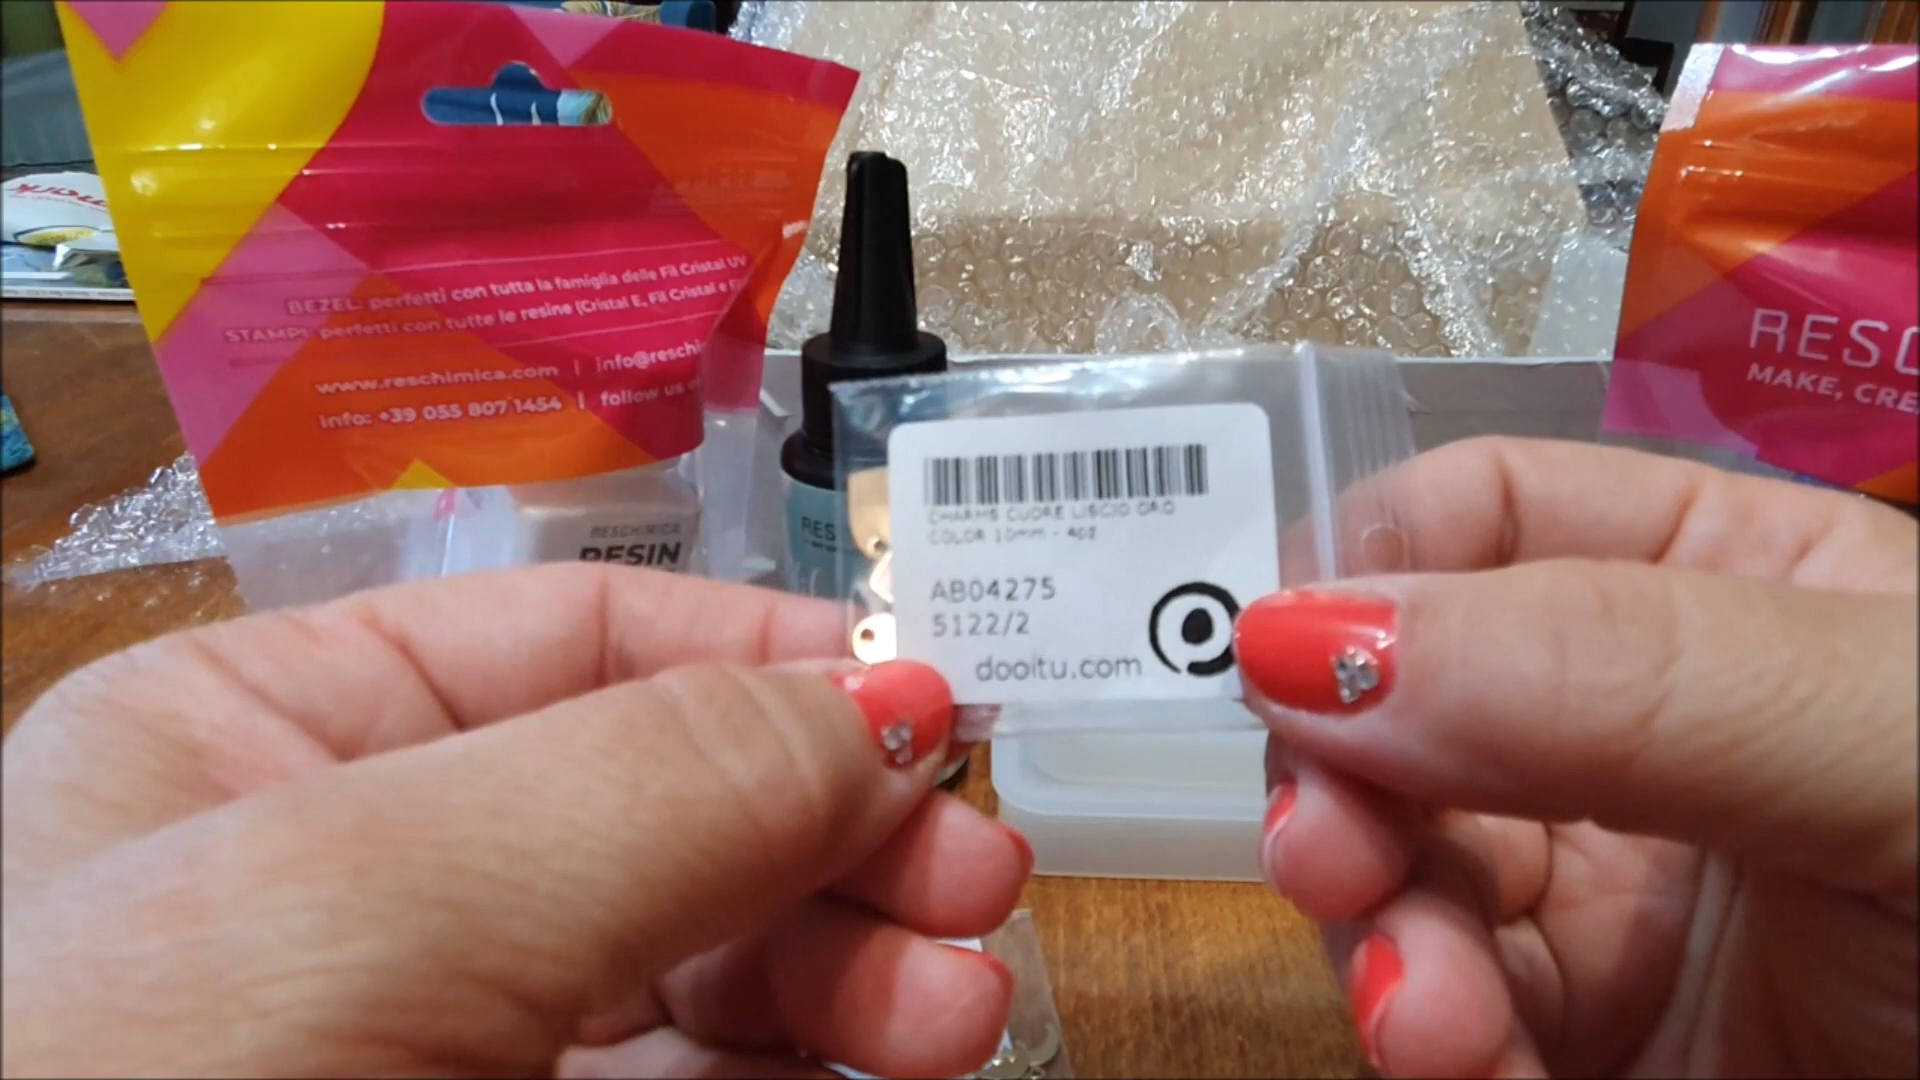 BEZEL: perfetti con tutta la famiglia delle Fil Cristal UV
STAMPI: perfetti con tutte le resine (Cristal E, Fil Cristal e
www.reschimica.com | info@reschi
info: +39 055 807 1454 | follow us
RESCHIMICA
RESIN
RES
CHARMS CUORE LISCIO ORO
COLOR 10mm - 4pz
AB04275
5122/2
dooitu.com
RESC
MAKE, CRE